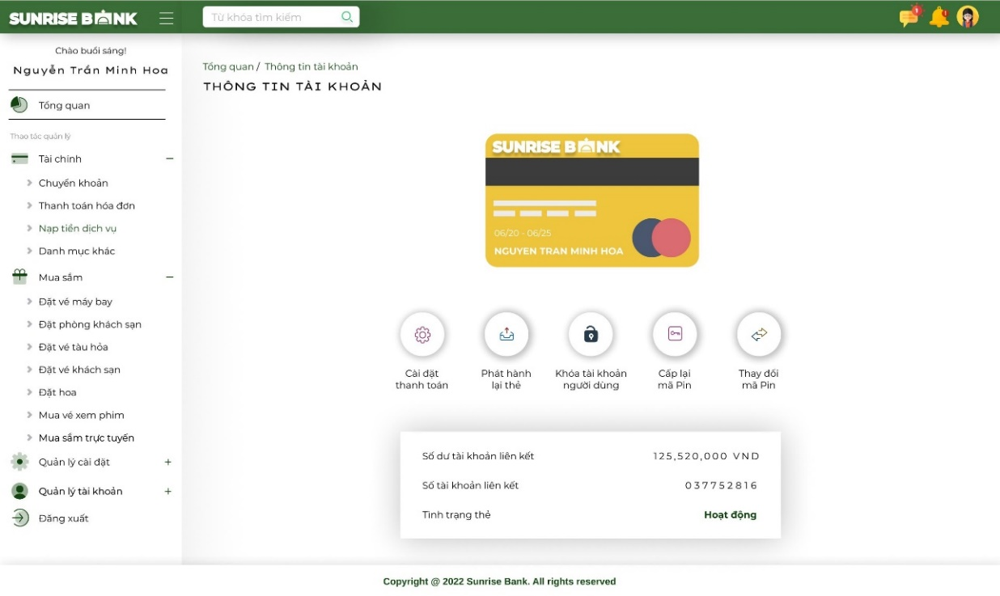 SUNRISE BANK
Từ khóa tìm kiếm
1
Chào buổi sáng!
Nguyễn Trần Minh Hoa
Tổng quan
Thao tác quản lý
Tài chính
Chuyển khoản
Thanh toán hóa đơn
Nạp tiền dịch vụ
Danh mục khác
Mua sắm
Đặt vé máy bay
Đặt phòng khách sạn
Đặt vé tàu hỏa
Đặt vé khách sạn
Đặt hoa
Mua vé xem phim
Mua sắm trực tuyến
Quản lý cài đặt
Quản lý tài khoản
Đăng xuất
Tổng quan / Thông tin tài khoản
THÔNG TIN TÀI KHOẢN
SUNRISE BANK
06/20 - 06/25
NGUYEN TRAN MINH HOA
Cài đặt
thanh toán
Phát hành
lại thẻ
Khóa tài khoản
người dùng
Cấp lại
mã Pin
Thay đổi
mã Pin
Số dư tài khoản liên kết 125,520,000 VND
Số tài khoản liên kết 037752816
Tình trạng thẻ Hoạt động
Copyright @ 2022 Sunrise Bank. All rights reserved